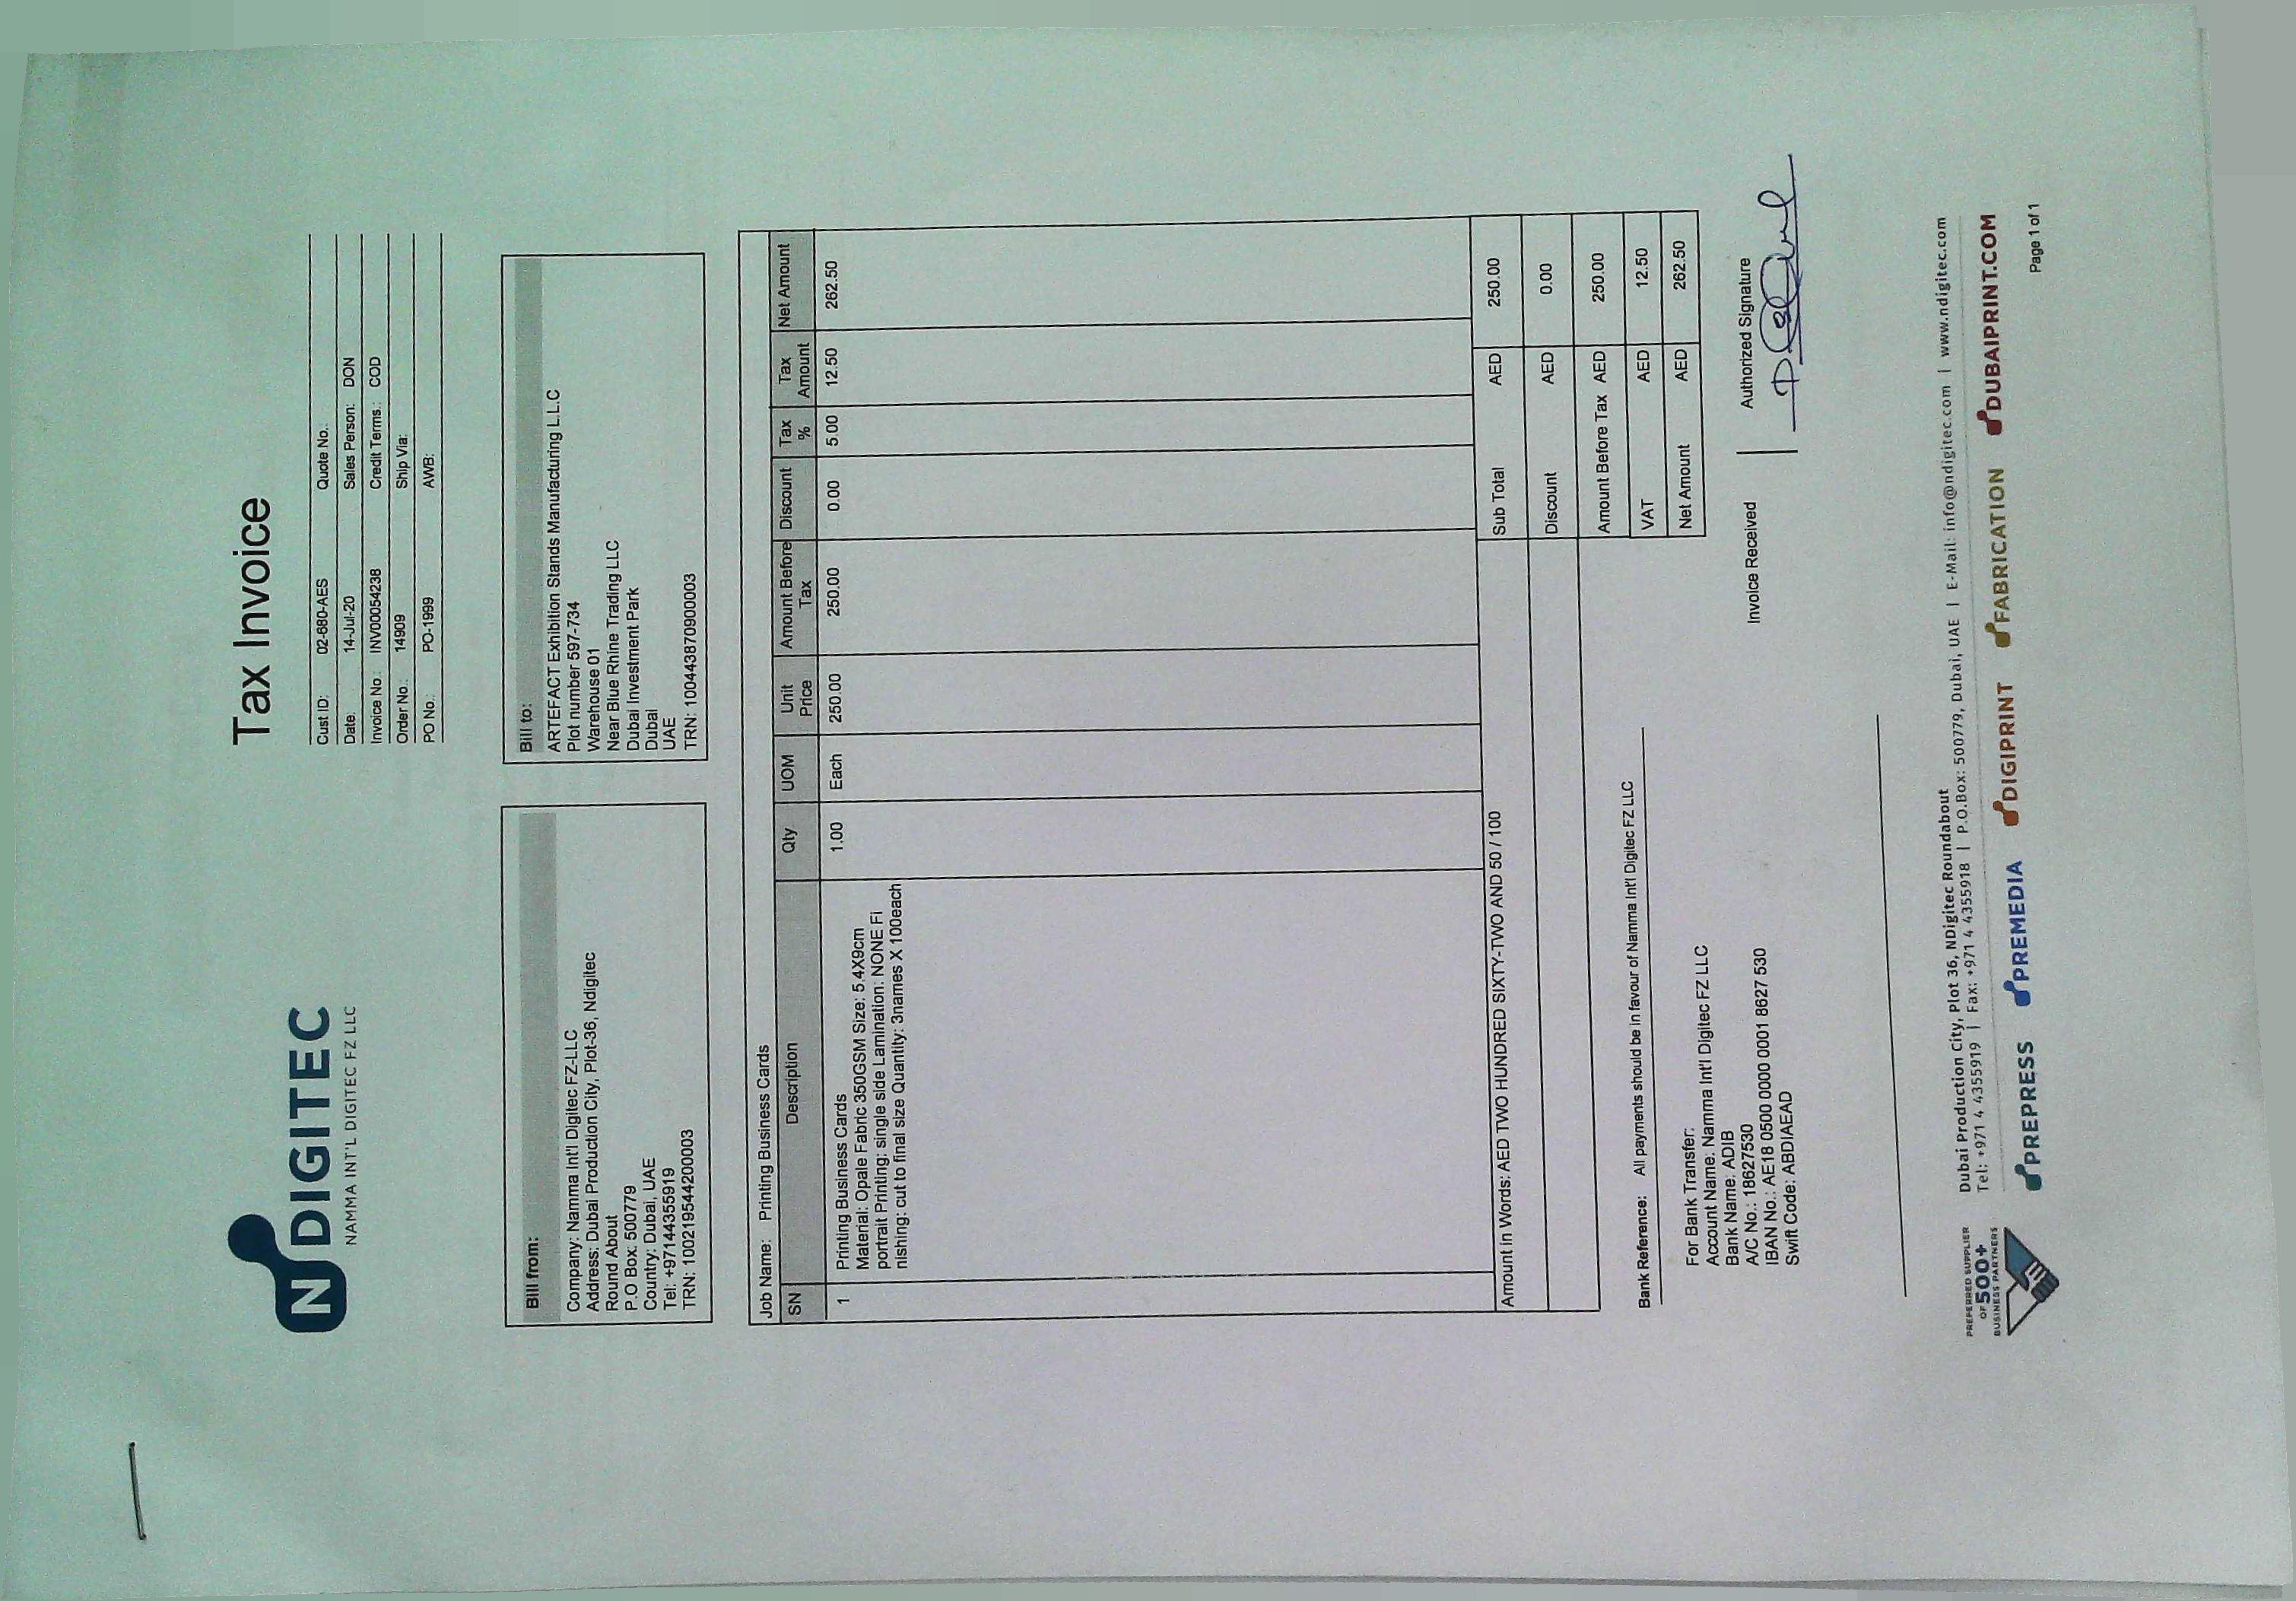 NDIGITEC
NAMMA INT'L DIGITEC FZ LLC
Tax Invoice
Cust ID: 02-680-AES Quote No.:
Date: 14-Jul-20 Sales Person: DON
Invoice No.: INV00054238 Credit Terms.: COD
Order No.: 14909 Ship Via:
PO No.: PO-1999 AWB:
Bill from:
Company: Namma Int'l Digitec FZ-LLC
Address: Dubai Production City, Plot-36, Ndigitec
Round About
P.O Box: 500779
Country: Dubai, UAE
Tel: +97144355919
TRN: 100219544200003
Bill to:
ARTEFACT Exhibition Stands Manufacturing L.L.C
Plot number 597-734
Warehouse 01
Near Blue Rhine Trading LLC
Dubai Investment Park
Dubai
UAE
TRN: 100443870900003
Job Name: Printing Business Cards
SN Description Qty UOM Unit Price Amount Before Tax Discount Tax % Tax Amount Net Amount
1 Printing Business Cards 1.00 Each 250.00 250.00 0.00 5.00 12.50 262.50
Material: Opale Fabric 350GSM Size: 5.4X9cm
portrait Printing: single side Lamination: NONE Fi
nishing: cut to final size Quantity: 3names X 100each
Amount in Words: AED TWO HUNDRED SIXTY-TWO AND 50 / 100
Sub Total AED 250.00
Discount AED 0.00
Amount Before Tax AED 250.00
VAT AED 12.50
Net Amount AED 262.50
Bank Reference: All payments should be in favour of Namma Int'l Digitec FZ LLC
For Bank Transfer:
Account Name: Namma Int'l Digitec FZ LLC
Bank Name: ADIB
A/C No.: 18627530
IBAN No.: AE18 0500 0000 0001 8627 530
Swift Code: ABDIAEAD
Invoice Received Authorized Signature
PREFERRED SUPPLIER
OF 500+
BUSINESS PARTNERS
Dubai Production City, Plot 36, NDigitec Roundabout
Tel: +971 4 4355919 | Fax: +971 4 4355918 | P.O.Box: 500779, Dubai, UAE | E-Mail: info@ndigitec.com | www.ndigitec.com
PREPRESS PREMEDIA DIGIPRINT FABRICATION DUBAIPRINT.COM
Page 1 of 1